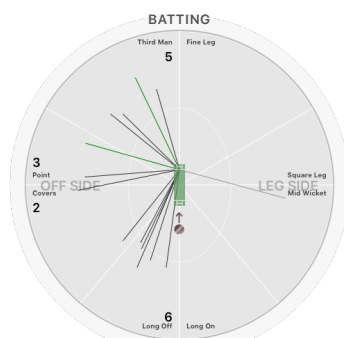 BATTING
Third Man Fine Leg
5
3
Point Square Leg
OFF SIDE LEG SIDE
Covers Mid Wicket
2
6
Long Off Long On